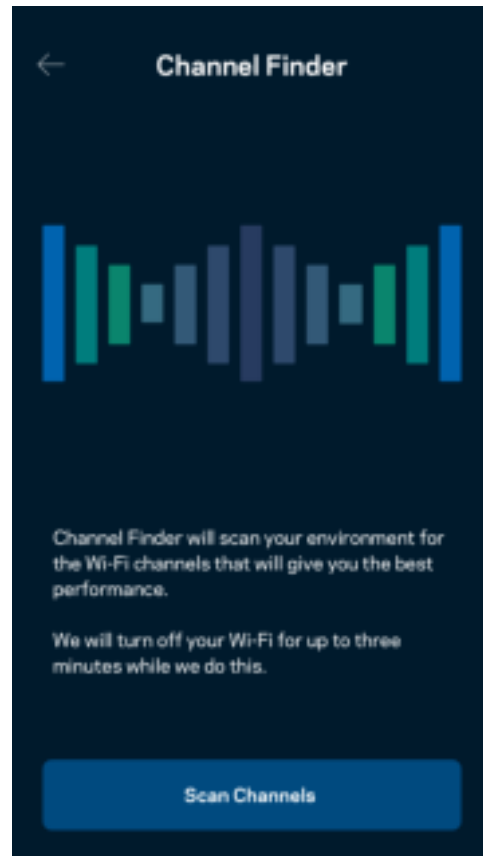 Channel Finder
Channel Finder will scan your environment for
the Wi-Fi channels that will give you the best
performance.
We will turn off your Wi-Fi for up to three
minutes while we do this.
Scan Channels